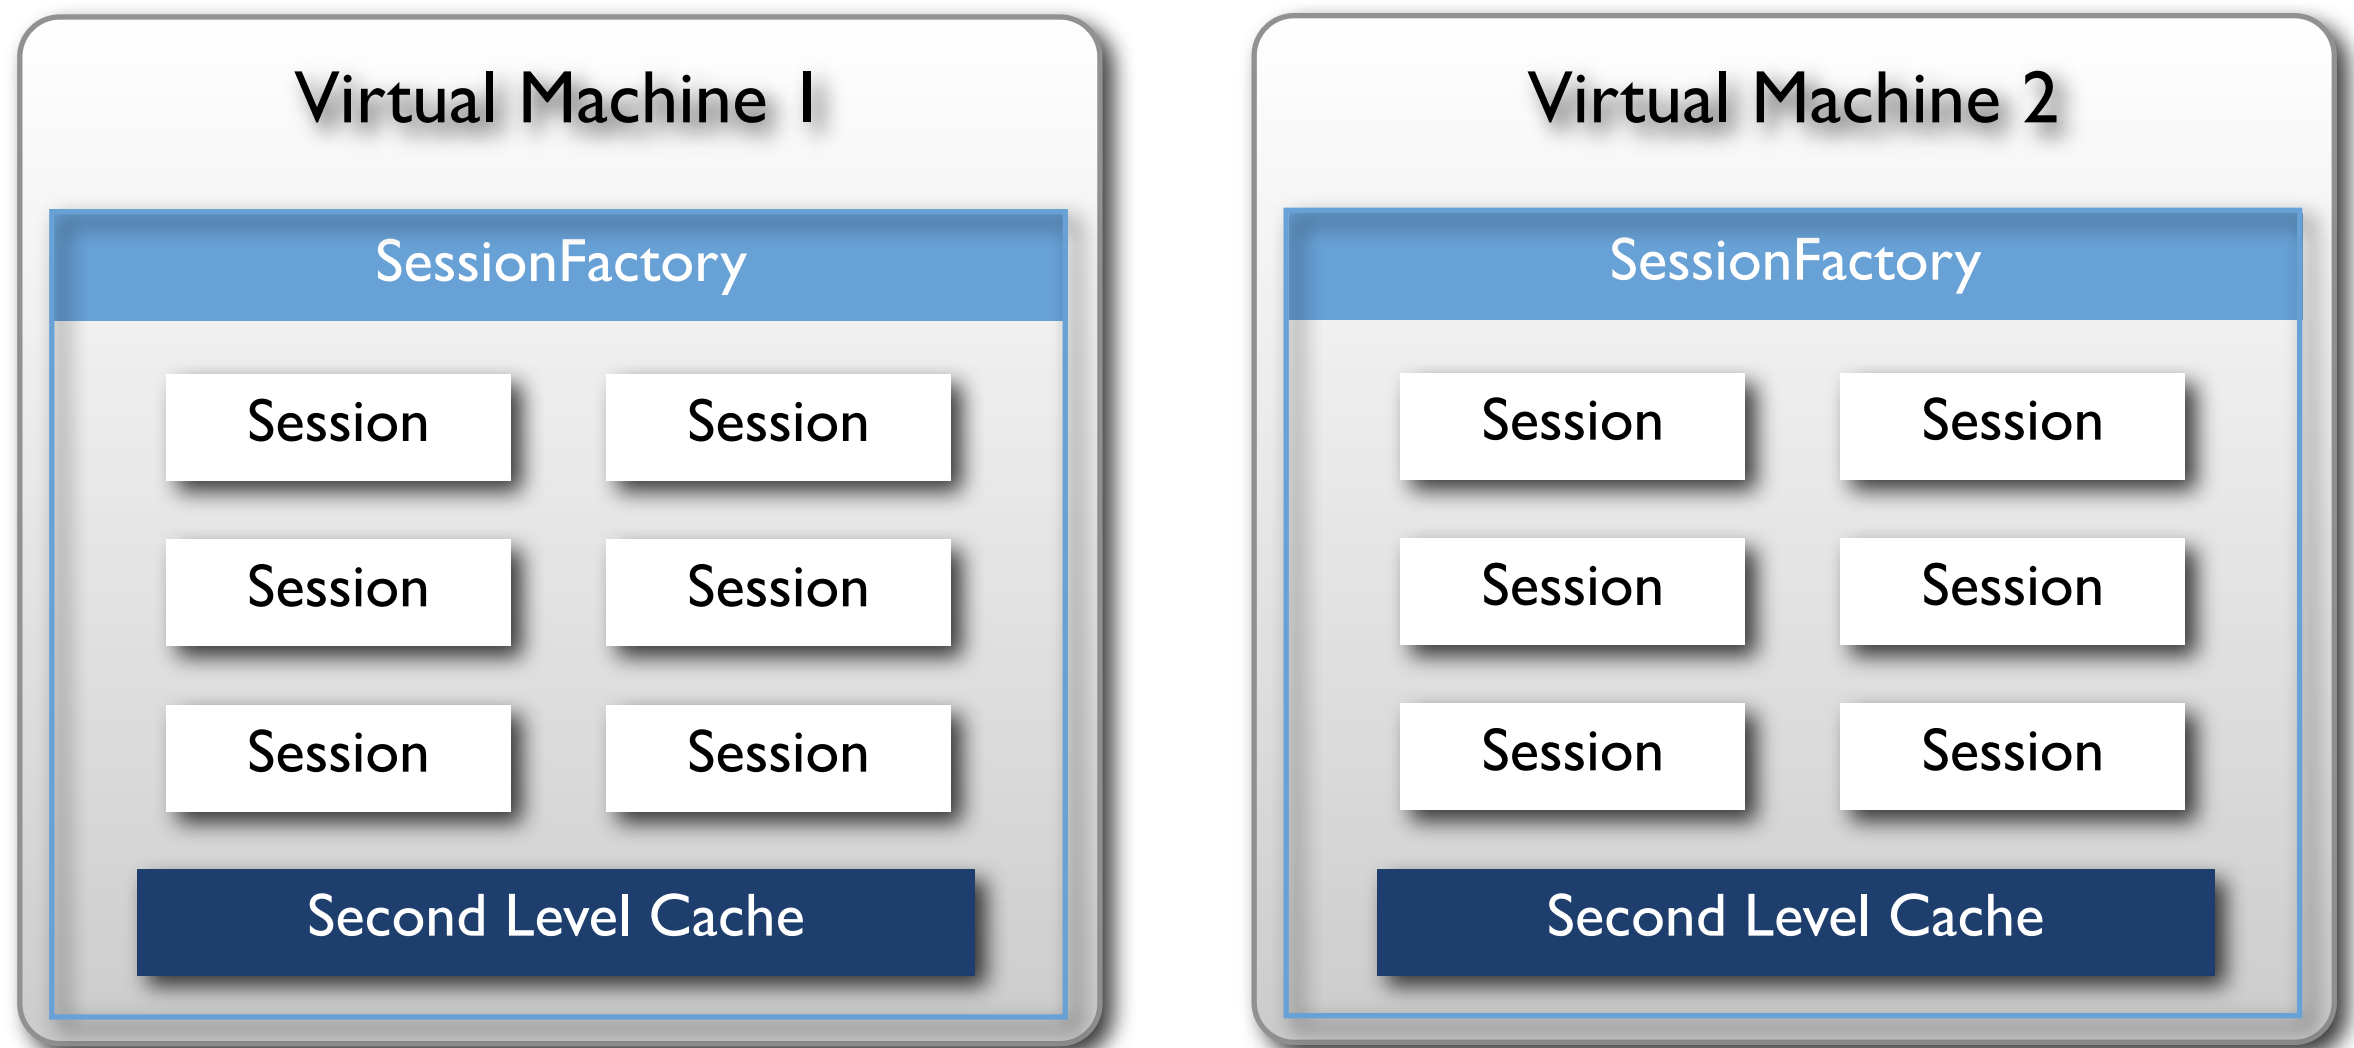 Virtual Machine 1
SessionFactory
Session Session
Session Session
Session Session
Second Level Cache
Virtual Machine 2
SessionFactory
Session Session
Session Session
Session Session
Second Level Cache